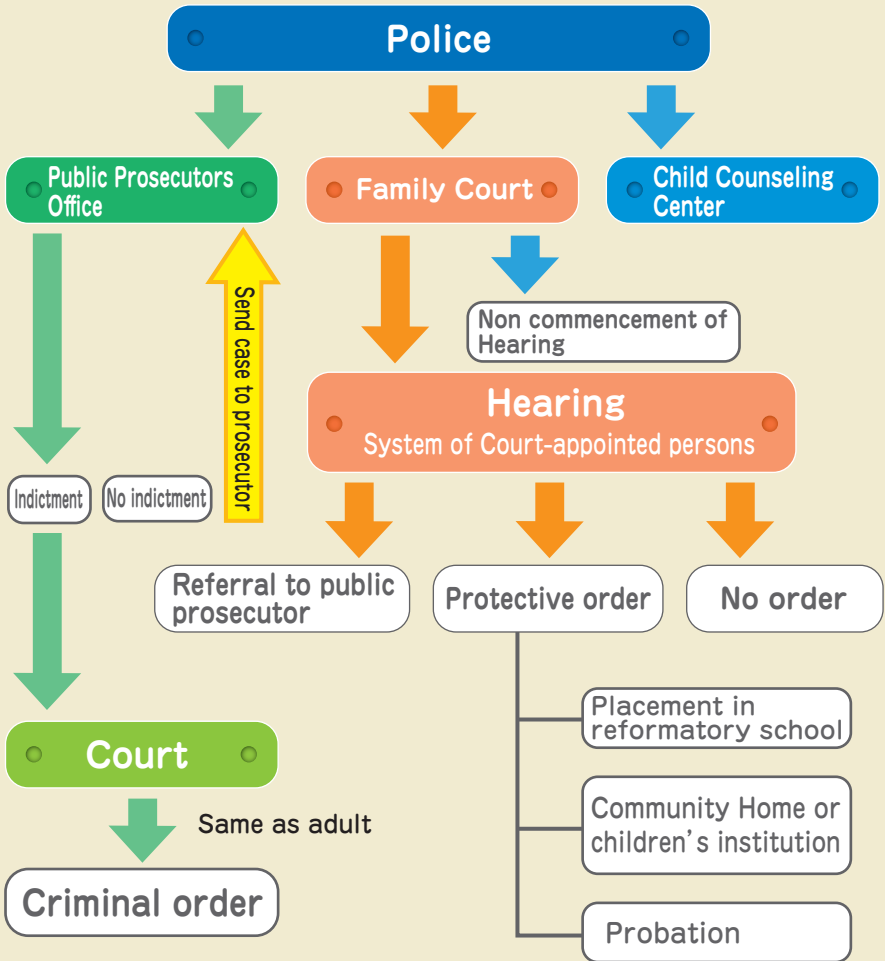 Police
Public Prosecutors
Office
Family Court
Child Counseling
Center
Send case to prosecutor
Non commencement of
Hearing
Hearing
System of Court-appointed persons
Indictment
No indictment
Referral to public
prosecutor
Protective order
No order
Placement in
reformatory school
Court
Community Home or
children's institution
Same as adult
Criminal order
Probation